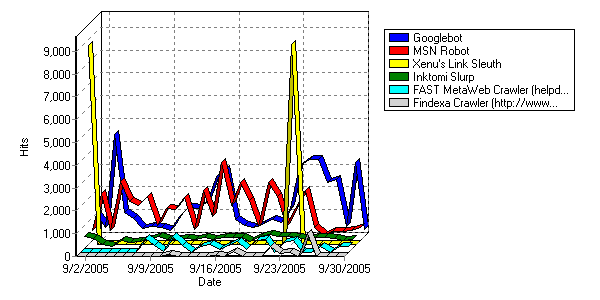 9,000
8,000
7,000
6,000
5,000
4,000
3,000
2,000
1,000
0
Hits
9/2/2005 9/9/2005 9/16/2005 9/23/2005 9/30/2005
Date
Googlebot
MSN Robot
Xenu's Link Sleuth
Inktomi Slurp
FAST MetaWeb Crawler (helpd...
Findexa Crawler (http://www...